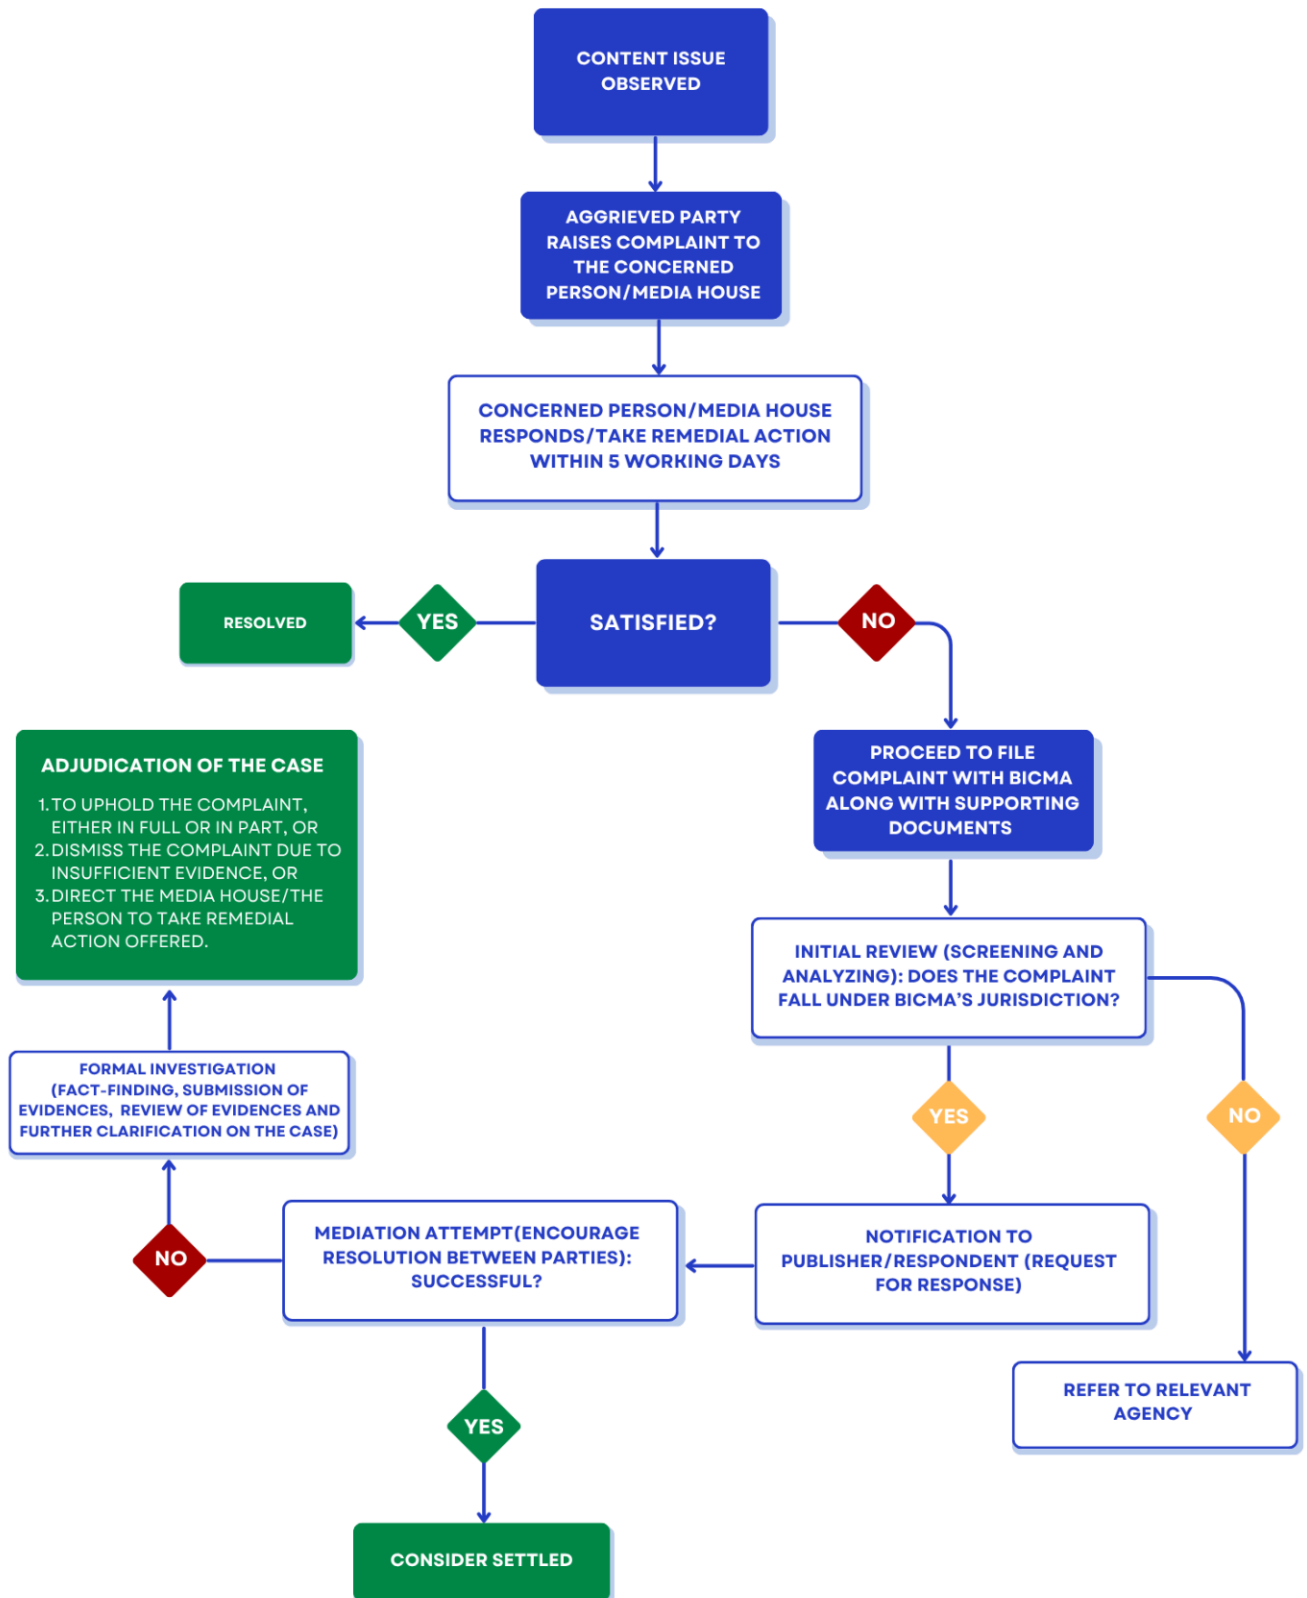 CONTENT ISSUE
OBSERVED
AGGRIEVED PARTY
RAISES COMPLAINT TO
THE CONCERNED
PERSON/MEDIA HOUSE
CONCERNED PERSON/MEDIA HOUSE
RESPONDS/TAKE REMEDIAL ACTION
WITHIN 5 WORKING DAYS
RESOLVED
YES
SATISFIED?
NO
PROCEED TO FILE
COMPLAINT WITH BICMA
ALONG WITH SUPPORTING
DOCUMENTS
INITIAL REVIEW (SCREENING AND
ANALYZING): DOES THE COMPLAINT
FALL UNDER BICMA'S JURISDICTION?
YES
NO
REFER TO RELEVANT
AGENCY
NOTIFICATION TO
PUBLISHER/RESPONDENT (REQUEST
FOR RESPONSE)
MEDIATION ATTEMPT(ENCOURAGE
RESOLUTION BETWEEN PARTIES):
SUCCESSFUL?
YES
CONSIDER SETTLED
NO
FORMAL INVESTIGATION
(FACT-FINDING, SUBMISSION OF
EVIDENCES, REVIEW OF EVIDENCES AND
FURTHER CLARIFICATION ON THE CASE)
ADJUDICATION OF THE CASE
1. TO UPHOLD THE COMPLAINT,
EITHER IN FULL OR IN PART, OR
2. DISMISS THE COMPLAINT DUE TO
INSUFFICIENT EVIDENCE, OR
3. DIRECT THE MEDIA HOUSE/THE
PERSON TO TAKE REMEDIAL
ACTION OFFERED.